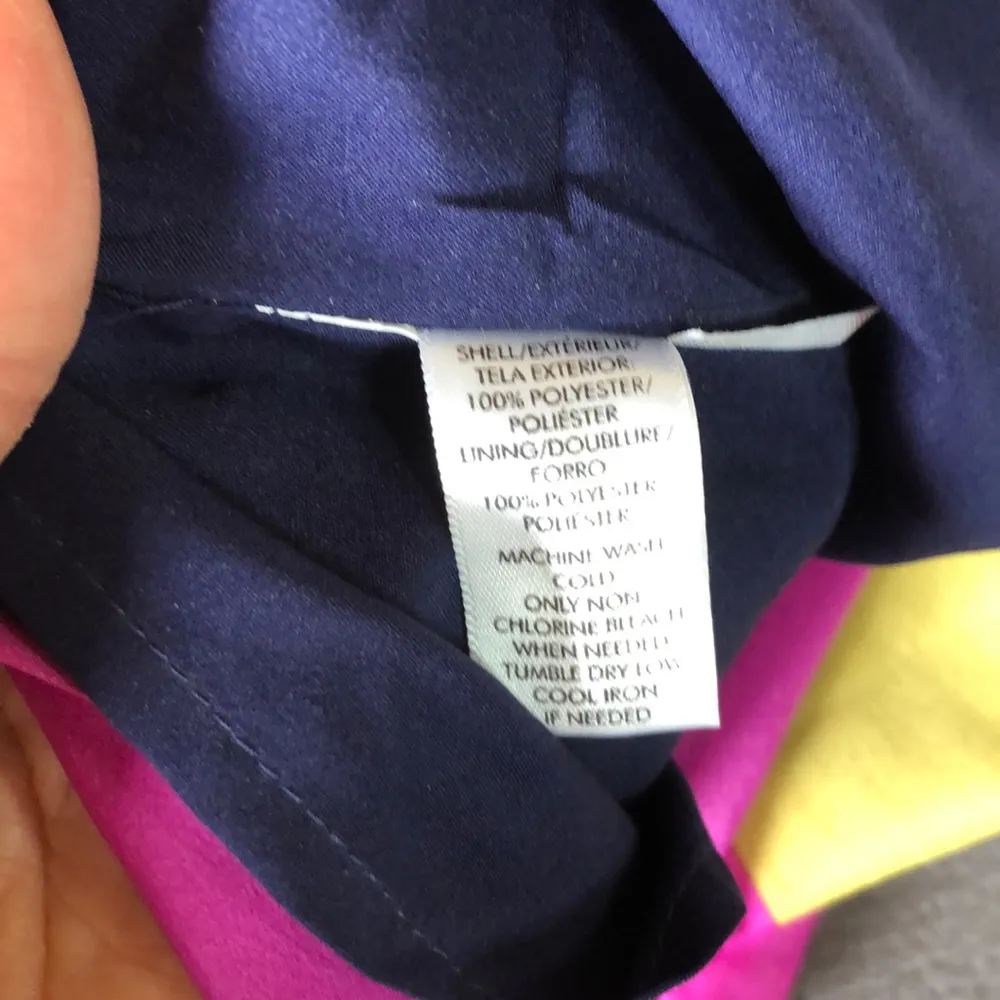 SHELL/EXTÉRIEUR/
TELA EXTERIOR:
100% POLYESTER/
POLIÉSTER
LINING/DOUBLURE/
FORRO
100% POLYESTER
POLIÉSTER
MACHINE WASH
COLD
ONLY NON
CHLORINE BLEACH
WHEN NEEDED
TUMBLE DRY LOW
COOL IRON
IF NEEDED